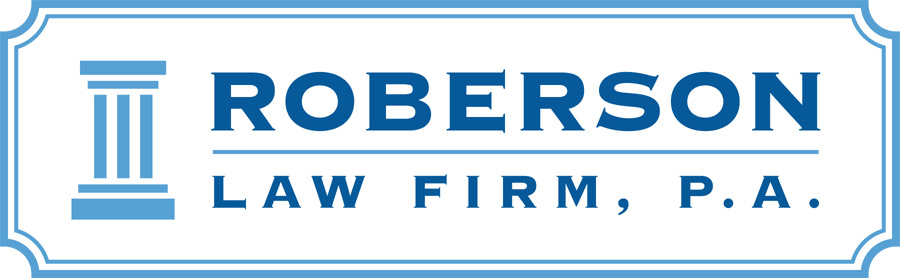 ROBERSON
LAW FIRM, P.A.